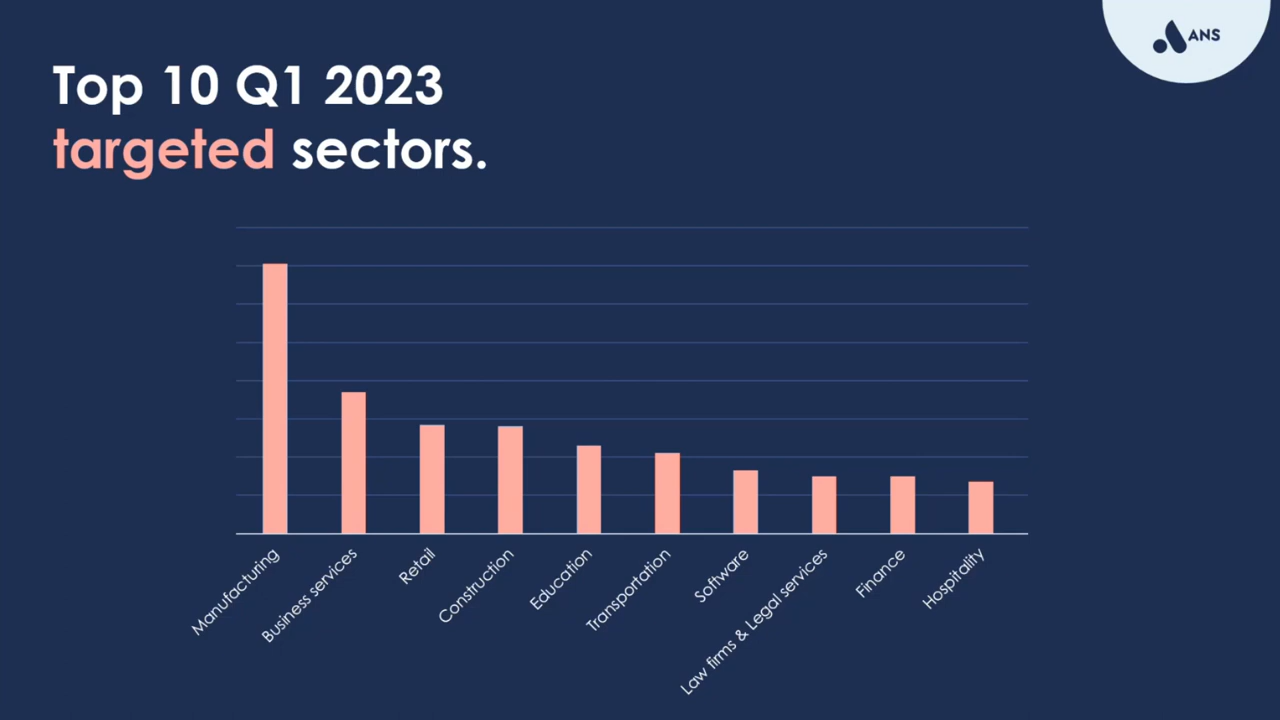 ANS
Top 10 Q1 2023
targeted sectors.
Manufacturing
Business services
Retail
Construction
Education
Transportation
Software
Law firms & Legal services
Finance
Hospitality